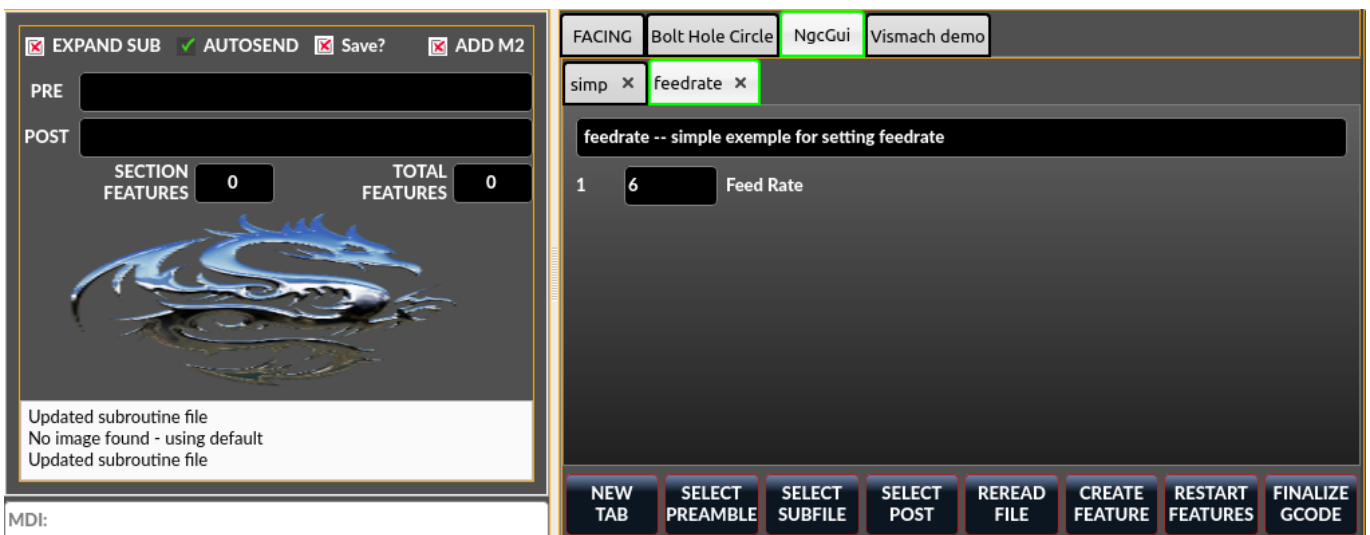 EXPAND SUB AUTOSEND Save? ADD M2
PRE
POST
SECTION
FEATURES
0
TOTAL
FEATURES
0
Updated subroutine file
No image found - using default
Updated subroutine file
MDI:
FACING Bolt Hole Circle NgcGui Vismach demo
simp × feedrate ×
feedrate -- simple exemple for setting feedrate
1 6 Feed Rate
NEW
TAB
SELECT
PREAMBLE
SELECT
SUBFILE
SELECT
POST
REREAD
FILE
CREATE
FEATURE
RESTART
FEATURES
FINALIZE
GCODE